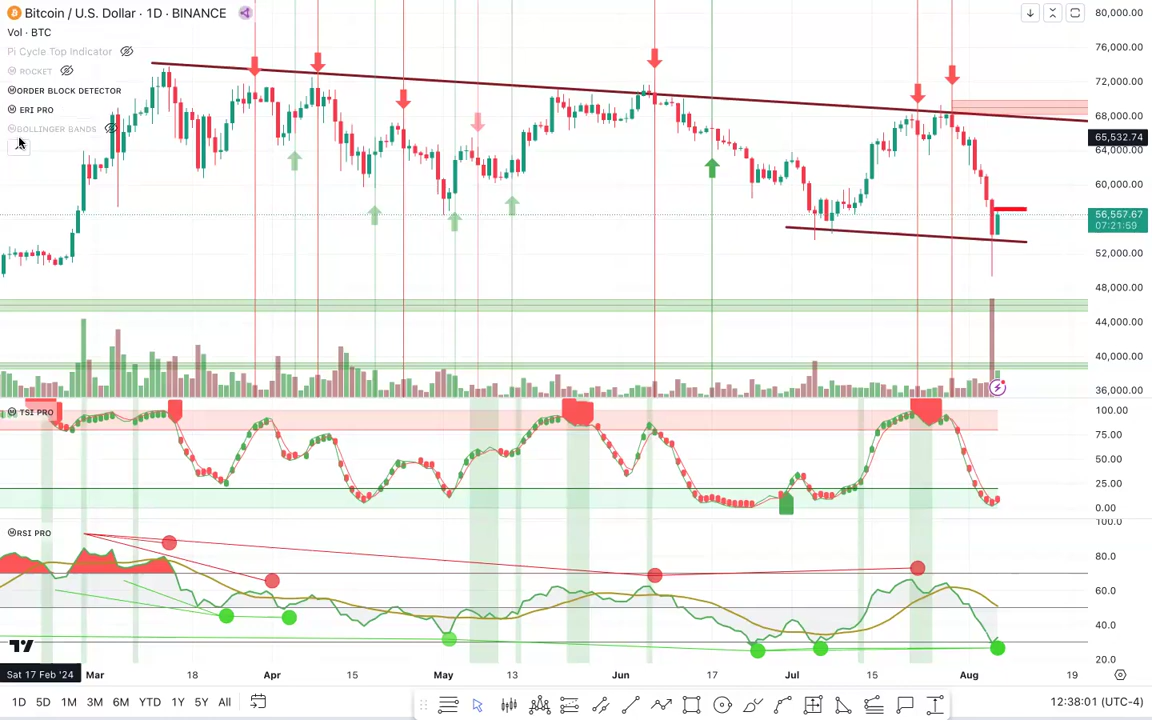 Bitcoin / U.S. Dollar · 1D · BINANCE
Vol · BTC
Pi Cycle Top Indicator
ROCKET
ORDER BLOCK DETECTOR
ERI PRO
BOLLINGER BANDS
80,000.00
76,000.00
72,000.00
68,000.00
65,532.74
64,000.00
60,000.00
56,557.67
07:21:59
52,000.00
48,000.00
44,000.00
40,000.00
36,000.00
TSI PRO
100.00
75.00
50.00
25.00
0.00
RSI PRO
100.0
80.0
60.0
40.0
20.0
Sat 17 Feb '24 Mar 18 Apr 15 May 13 Jun 17 Jul 15 Aug 19
1D 5D 1M 3M 6M YTD 1Y 5Y All 12:38:01 (UTC-4)